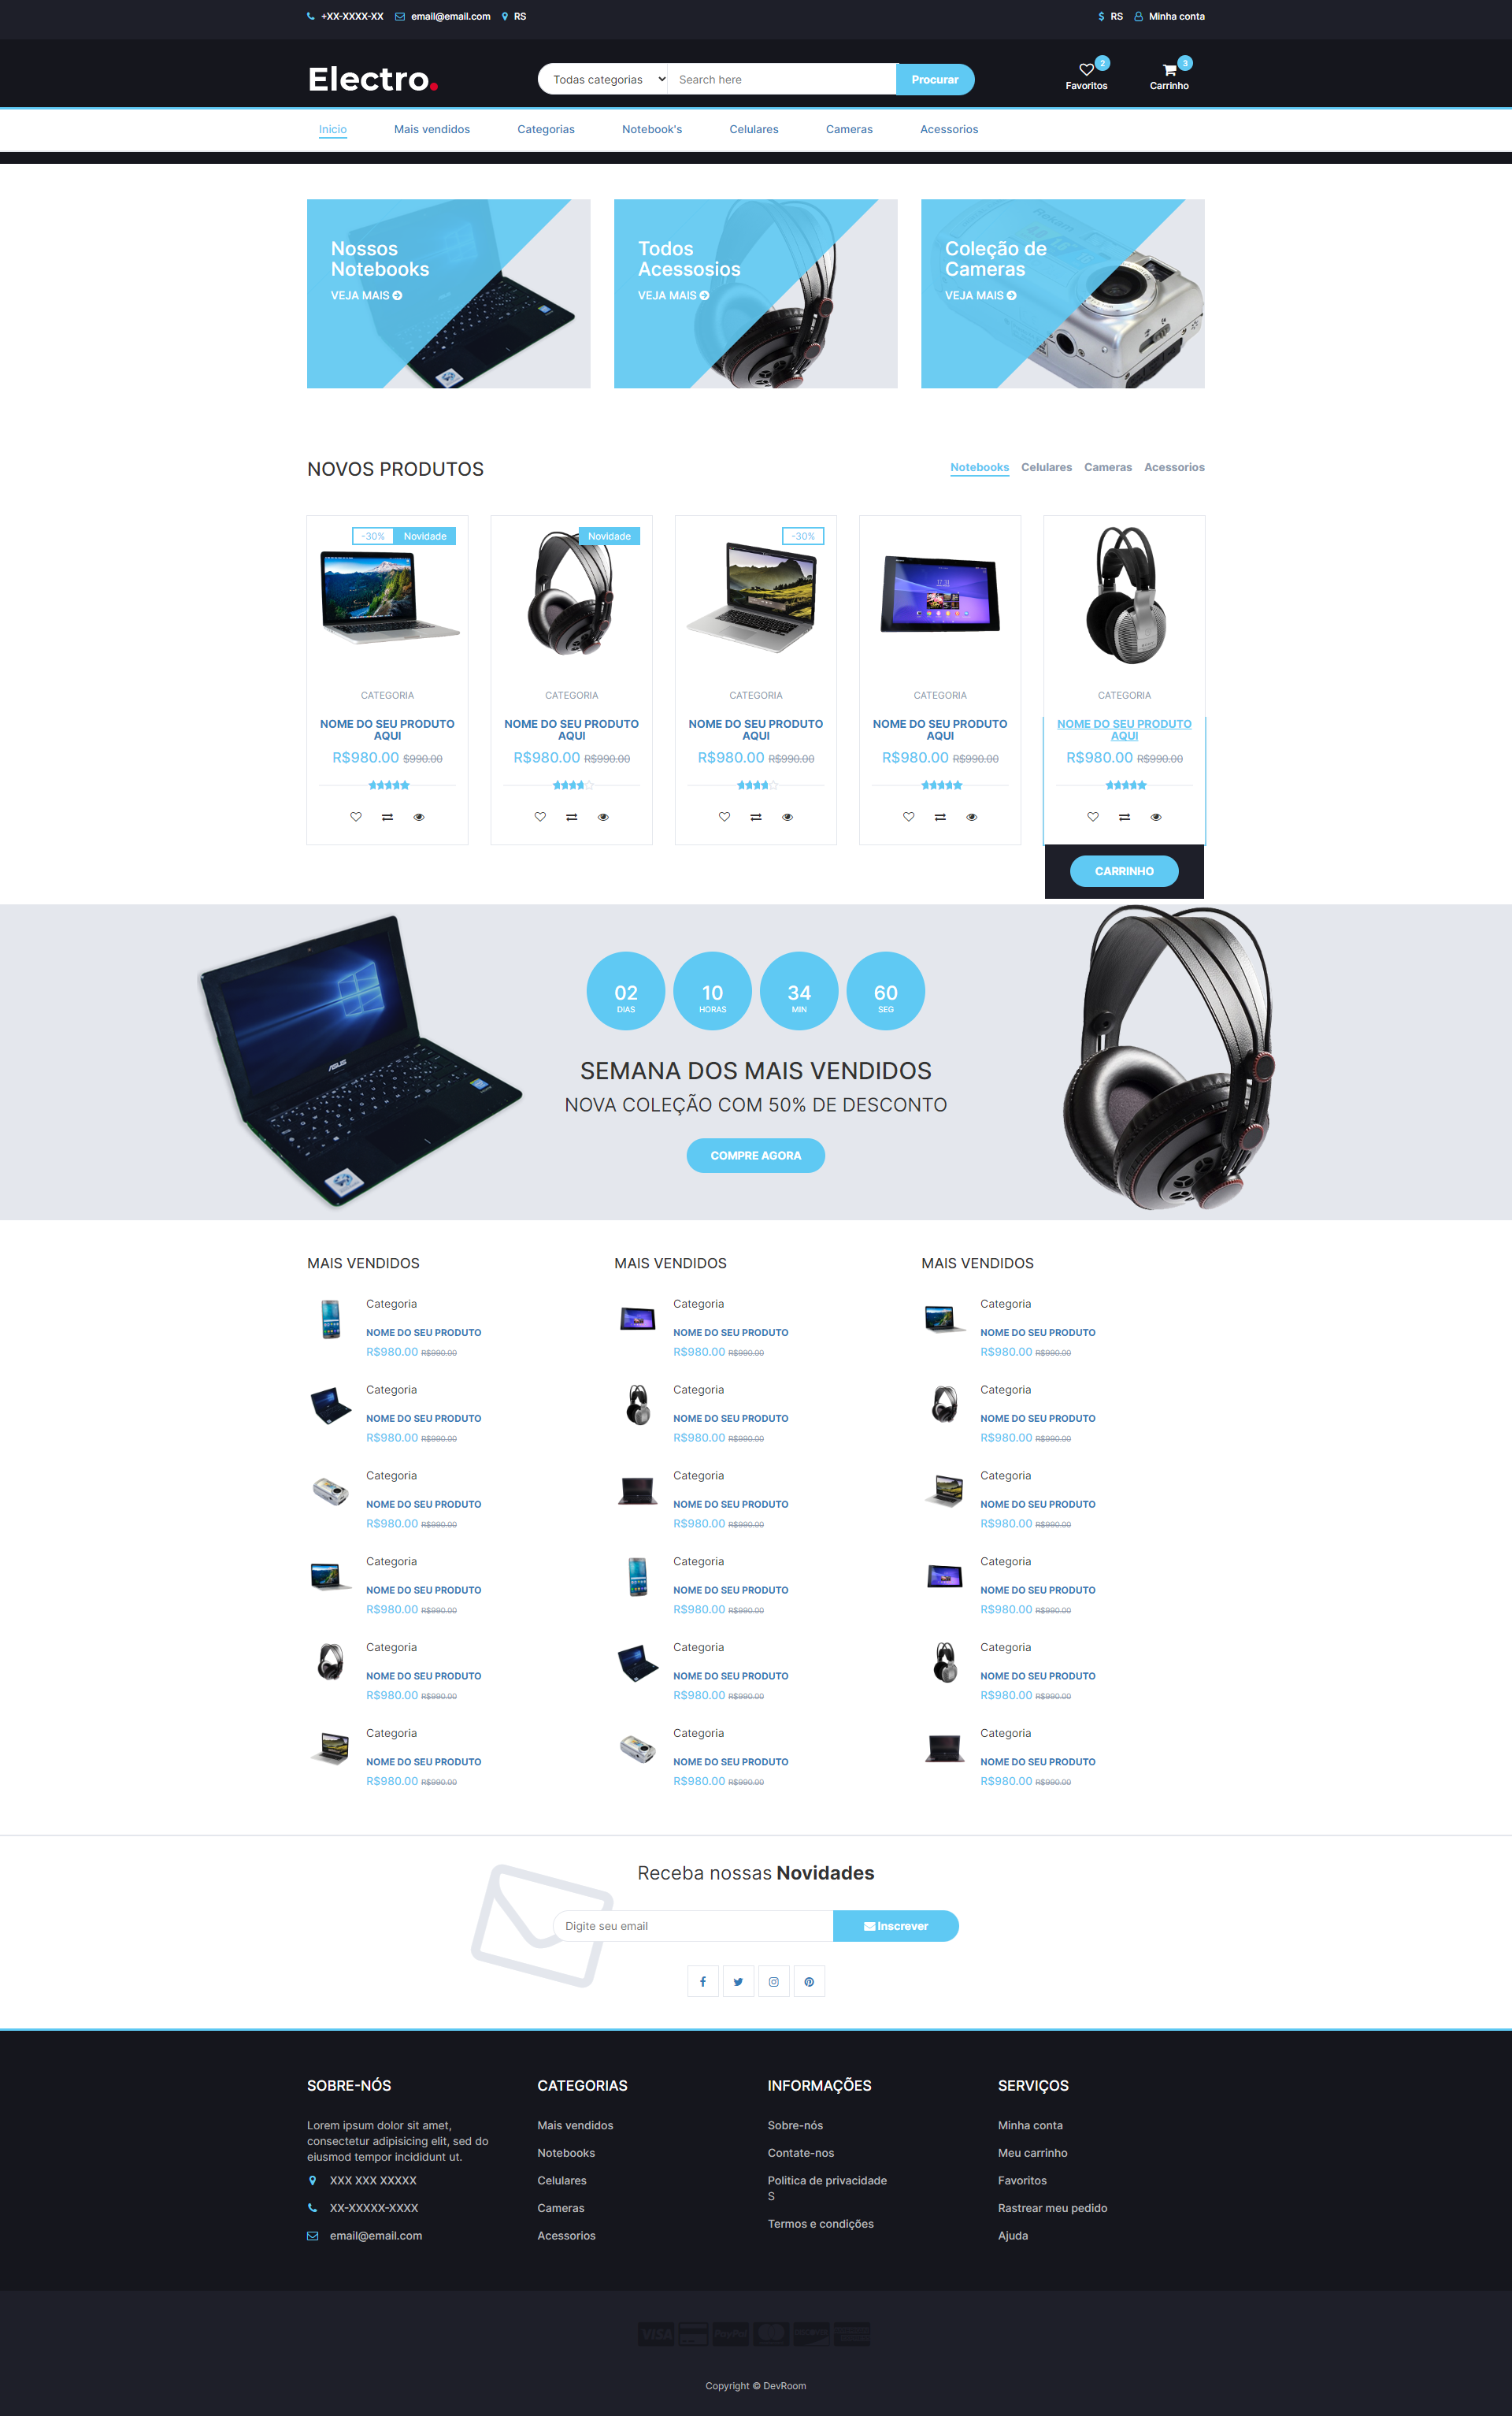 +XX-XXXX-XX email@email.com RS $ RS Minha conta
Electro.
Todas categorias Search here Procurar
2 3
Favoritos Carrinho
Inicio Mais vendidos Categorias Notebook's Celulares Cameras Acessorios
Nossos
Notebooks
VEJA MAIS
Todos
Acessosios
VEJA MAIS
Coleção de
Cameras
VEJA MAIS
NOVOS PRODUTOS Notebooks Celulares Cameras Acessorios
-30% Novidade
CATEGORIA
NOME DO SEU PRODUTO
AQUI
R$980.00 $990.00
Novidade
CATEGORIA
NOME DO SEU PRODUTO
AQUI
R$980.00 R$990.00
-30%
CATEGORIA
NOME DO SEU PRODUTO
AQUI
R$980.00 R$990.00
CATEGORIA
NOME DO SEU PRODUTO
AQUI
R$980.00 R$990.00
CATEGORIA
NOME DO SEU PRODUTO
AQUI
R$980.00 R$990.00
CARRINHO
02 10 34 60
DIAS HORAS MIN SEG
ASUS
SEMANA DOS MAIS VENDIDOS
NOVA COLEÇÃO COM 50% DE DESCONTO
COMPRE AGORA
MAIS VENDIDOS
Categoria
NOME DO SEU PRODUTO
R$980.00 R$990.00
Categoria
NOME DO SEU PRODUTO
R$980.00 R$990.00
Categoria
NOME DO SEU PRODUTO
R$980.00 R$990.00
Categoria
NOME DO SEU PRODUTO
R$980.00 R$990.00
Categoria
NOME DO SEU PRODUTO
R$980.00 R$990.00
Categoria
NOME DO SEU PRODUTO
R$980.00 R$990.00
MAIS VENDIDOS
Categoria
NOME DO SEU PRODUTO
R$980.00 R$990.00
Categoria
NOME DO SEU PRODUTO
R$980.00 R$990.00
Categoria
NOME DO SEU PRODUTO
R$980.00 R$990.00
Categoria
NOME DO SEU PRODUTO
R$980.00 R$990.00
Categoria
NOME DO SEU PRODUTO
R$980.00 R$990.00
Categoria
NOME DO SEU PRODUTO
R$980.00 R$990.00
MAIS VENDIDOS
Categoria
NOME DO SEU PRODUTO
R$980.00 R$990.00
Categoria
NOME DO SEU PRODUTO
R$980.00 R$990.00
Categoria
NOME DO SEU PRODUTO
R$980.00 R$990.00
Categoria
NOME DO SEU PRODUTO
R$980.00 R$990.00
Categoria
NOME DO SEU PRODUTO
R$980.00 R$990.00
Categoria
NOME DO SEU PRODUTO
R$980.00 R$990.00
Receba nossas Novidades
Digite seu email Inscrever
SOBRE-NÓS
Lorem ipsum dolor sit amet,
consectetur adipisicing elit, sed do
eiusmod tempor incididunt ut.
XXX XXX XXXXX
XX-XXXXX-XXXX
email@email.com
CATEGORIAS
Mais vendidos
Notebooks
Celulares
Cameras
Acessorios
INFORMAÇÕES
Sobre-nós
Contate-nos
Politica de privacidade
S
Termos e condições
SERVIÇOS
Minha conta
Meu carrinho
Favoritos
Rastrear meu pedido
Ajuda
VISA PayPal
Copyright © DevRoom